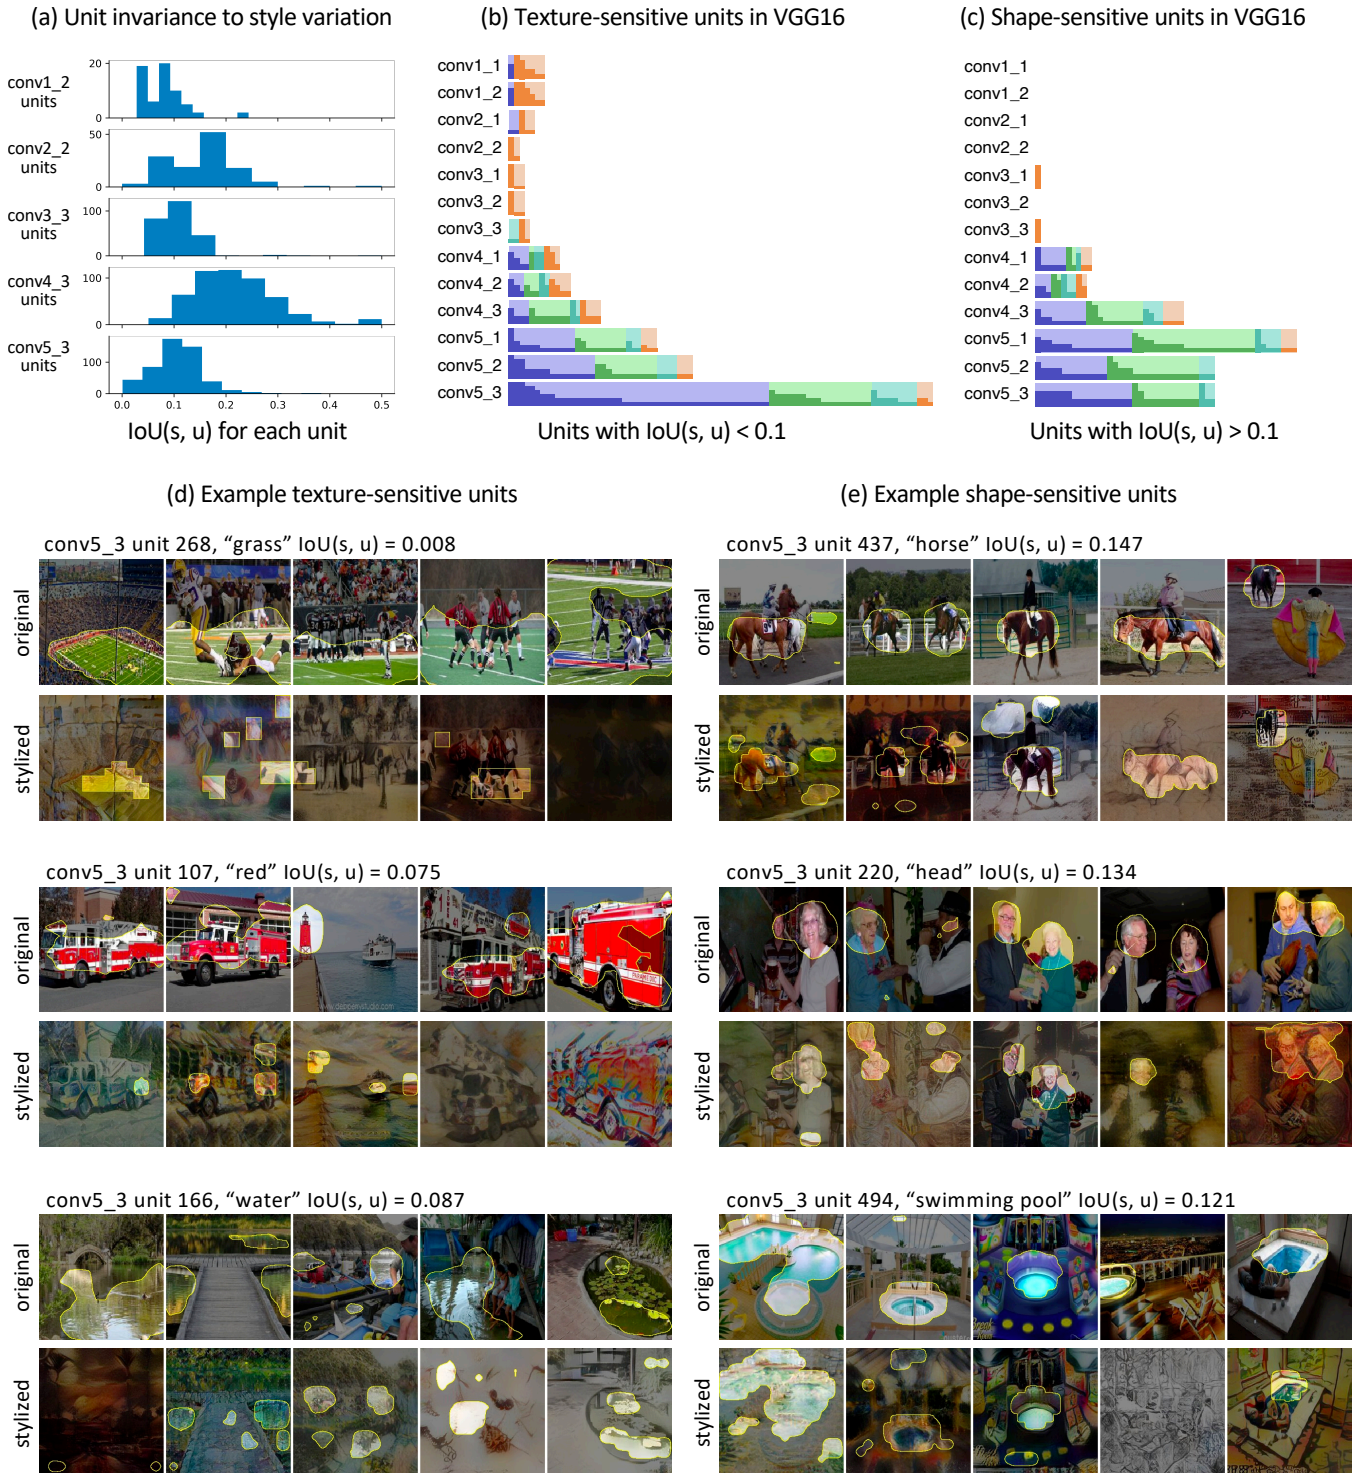 (a) Unit invariance to style variation
conv1_2
units
20
0
conv2_2
units
50
0
conv3_3
units
100
0
conv4_3
units
100
0
conv5_3
units
100
0
0.0 0.1 0.2 0.3 0.4 0.5
IoU(s, u) for each unit
(b) Texture-sensitive units in VGG16
conv1_1
conv1_2
conv2_1
conv2_2
conv3_1
conv3_2
conv3_3
conv4_1
conv4_2
conv4_3
conv5_1
conv5_2
conv5_3
Units with IoU(s, u) < 0.1
(c) Shape-sensitive units in VGG16
conv1_1
conv1_2
conv2_1
conv2_2
conv3_1
conv3_2
conv3_3
conv4_1
conv4_2
conv4_3
conv5_1
conv5_2
conv5_3
Units with IoU(s, u) > 0.1
(d) Example texture-sensitive units
conv5_3 unit 268, “grass” IoU(s, u) = 0.008
original
stylized
conv5_3 unit 107, “red” IoU(s, u) = 0.075
original
stylized
conv5_3 unit 166, “water” IoU(s, u) = 0.087
original
stylized
(e) Example shape-sensitive units
conv5_3 unit 437, “horse” IoU(s, u) = 0.147
original
stylized
conv5_3 unit 220, “head” IoU(s, u) = 0.134
original
stylized
conv5_3 unit 494, “swimming pool” IoU(s, u) = 0.121
original
stylized